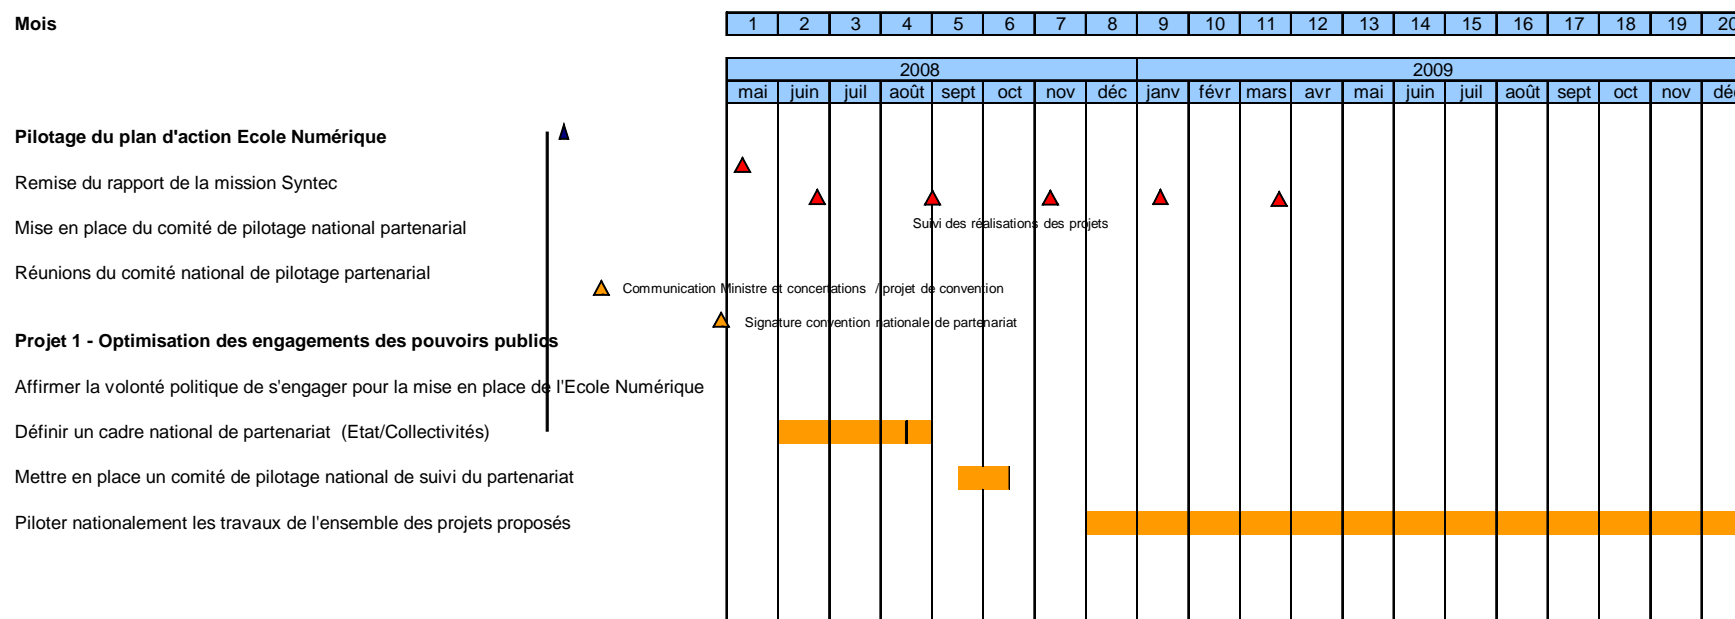 Mois 1 2 3 4 5 6 7 8 9 10 11 12 13 14 15 16 17 18 19 20
2008 2009
mai juin juil août sept oct nov déc janv févr mars avr mai juin juil août sept oct nov déc
Pilotage du plan d'action Ecole Numérique
Remise du rapport de la mission Syntec
Suivi des réalisations des projets
Mise en place du comité de pilotage national partenarial
Réunions du comité national de pilotage partenarial
Communication Ministre et concertations / projet de convention
Signature convention nationale de partenariat
Projet 1 - Optimisation des engagements des pouvoirs publics
Affirmer la volonté politique de s'engager pour la mise en place de l'Ecole Numérique
Définir un cadre national de partenariat (Etat/Collectivités)
Mettre en place un comité de pilotage national de suivi du partenariat
Piloter nationalement les travaux de l'ensemble des projets proposés